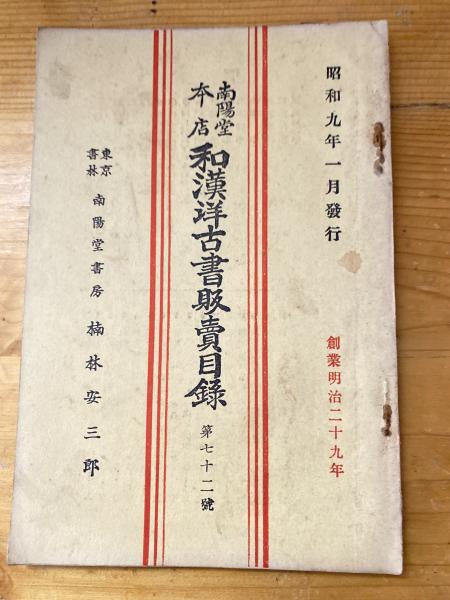 昭和九年一月發行
創業明治二十九年
南陽堂
本店
和漢洋古書販賣目錄
第七十二號
東京
書林
南陽堂書房
楠林安三郎